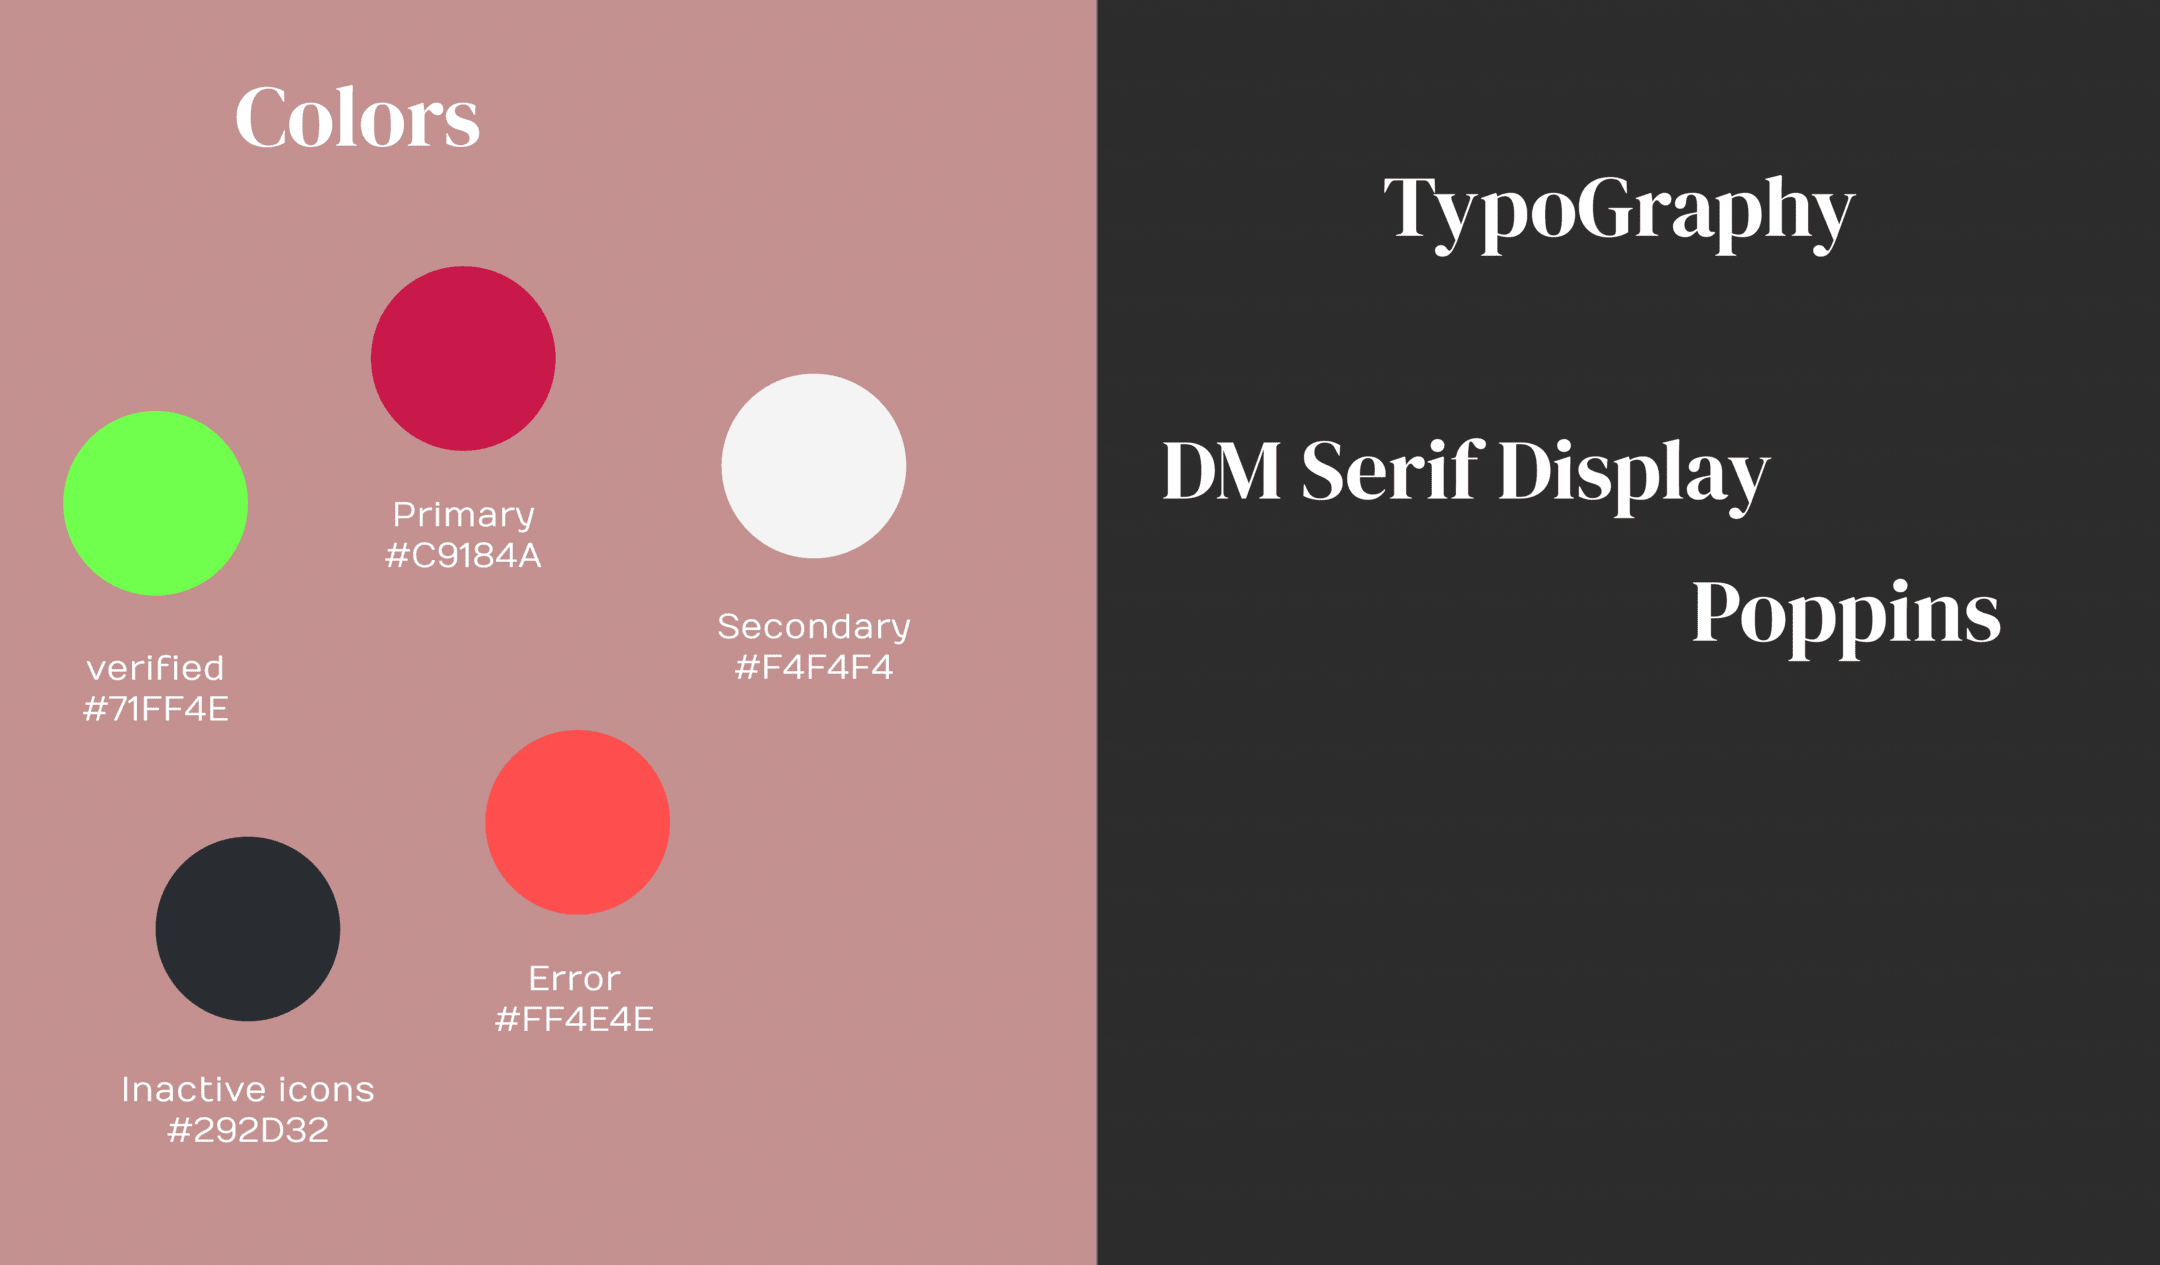 Colors
Primary
#C9184A
Secondary
#F4F4F4
verified
#71FF4E
Error
#FF4E4E
Inactive icons
#292D32
TypoGraphy
DM Serif Display
Poppins